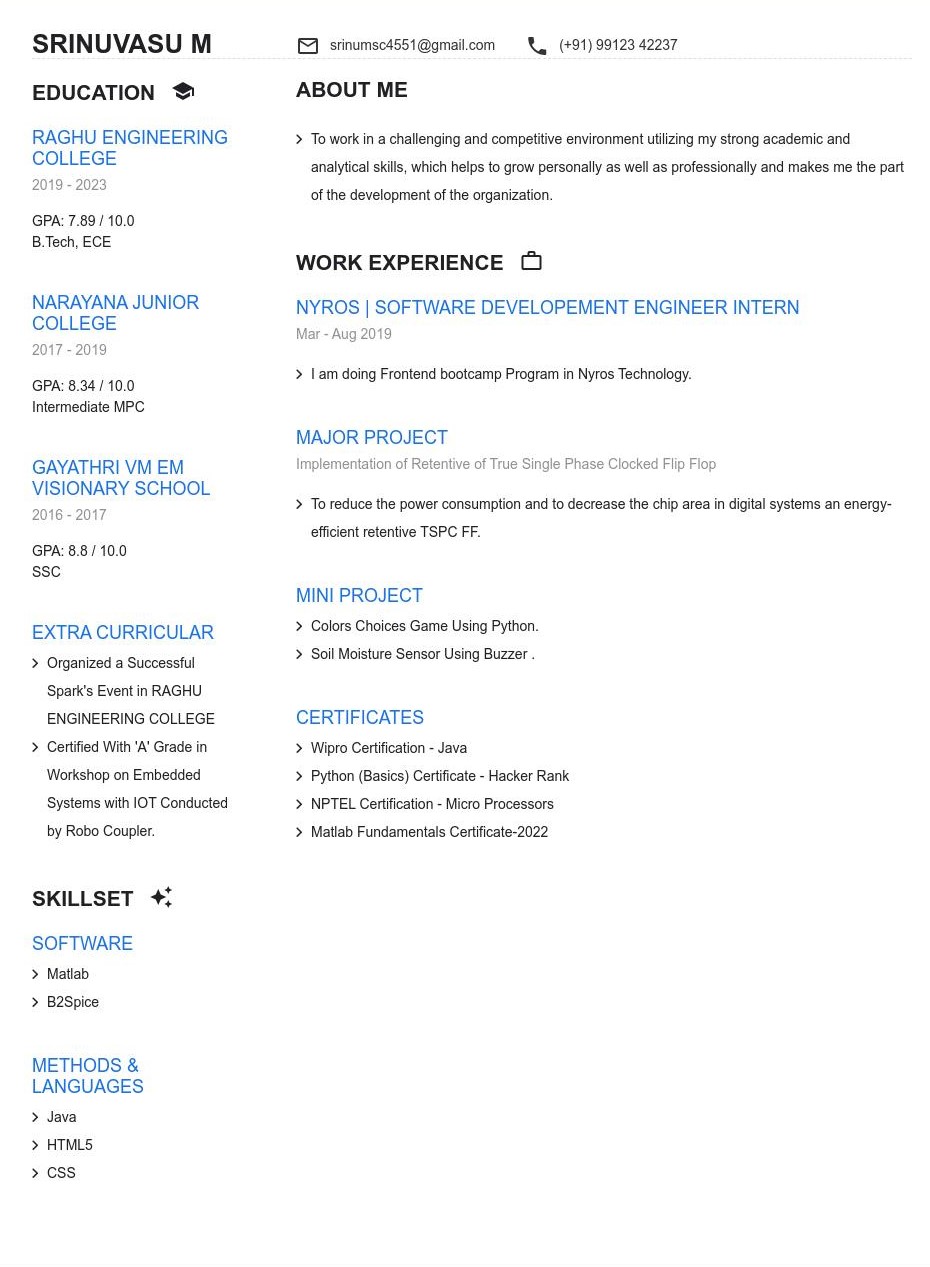 SRINUVASU M
srinumsc4551@gmail.com
(+91) 99123 42237
EDUCATION
RAGHU ENGINEERING
COLLEGE
2019 - 2023
GPA: 7.89 / 10.0
B.Tech, ECE
NARAYANA JUNIOR
COLLEGE
2017 - 2019
GPA: 8.34 / 10.0
Intermediate MPC
GAYATHRI VM EM
VISIONARY SCHOOL
2016 - 2017
GPA: 8.8 / 10.0
SSC
EXTRA CURRICULAR
Organized a Successful
Spark's Event in RAGHU
ENGINEERING COLLEGE
Certified With 'A' Grade in
Workshop on Embedded
Systems with IOT Conducted
by Robo Coupler.
SKILLSET
SOFTWARE
Matlab
B2Spice
METHODS &
LANGUAGES
Java
HTML5
CSS
ABOUT ME
To work in a challenging and competitive environment utilizing my strong academic and
analytical skills, which helps to grow personally as well as professionally and makes me the part
of the development of the organization.
WORK EXPERIENCE
NYROS | SOFTWARE DEVELOPEMENT ENGINEER INTERN
Mar - Aug 2019
I am doing Frontend bootcamp Program in Nyros Technology.
MAJOR PROJECT
Implementation of Retentive of True Single Phase Clocked Flip Flop
To reduce the power consumption and to decrease the chip area in digital systems an energy-
efficient retentive TSPC FF.
MINI PROJECT
Colors Choices Game Using Python.
Soil Moisture Sensor Using Buzzer .
CERTIFICATES
Wipro Certification - Java
Python (Basics) Certificate - Hacker Rank
NPTEL Certification - Micro Processors
Matlab Fundamentals Certificate-2022